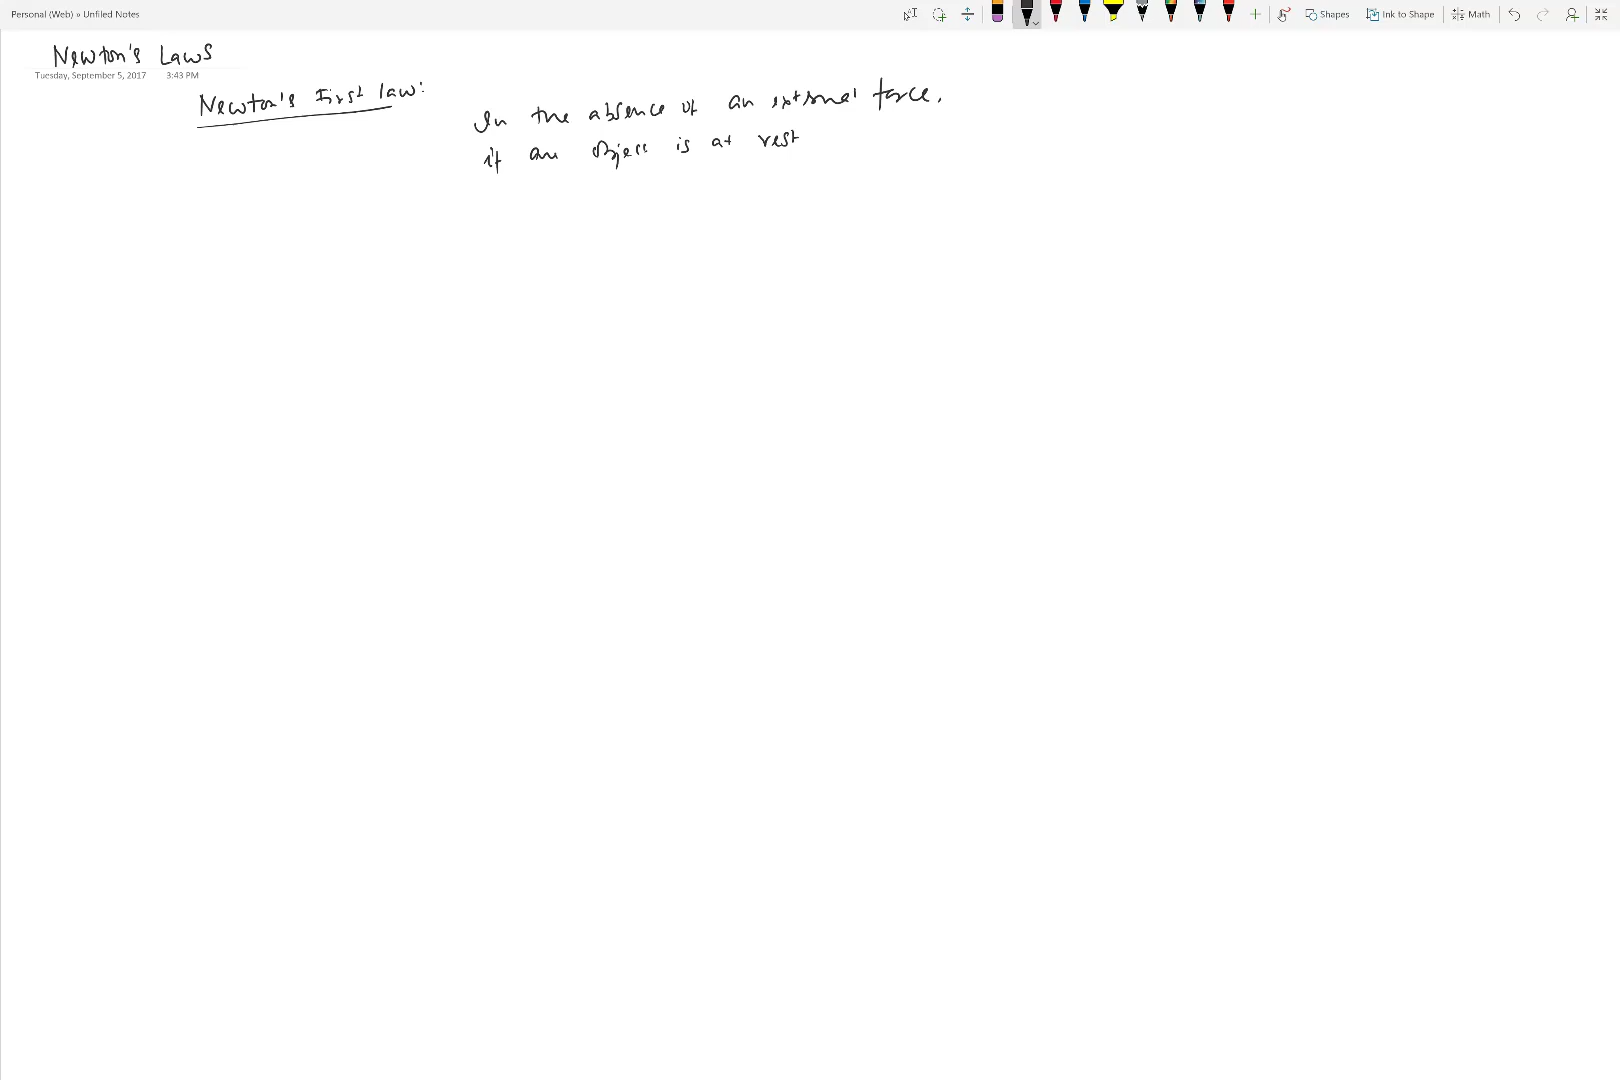 Personal (Web) » Unfiled Notes
Shapes
Ink to Shape
Math
Newton's Laws
Tuesday, September 5, 2017 3:43 PM
Newton's First law:
In the absence of an external force,
if an object is at rest